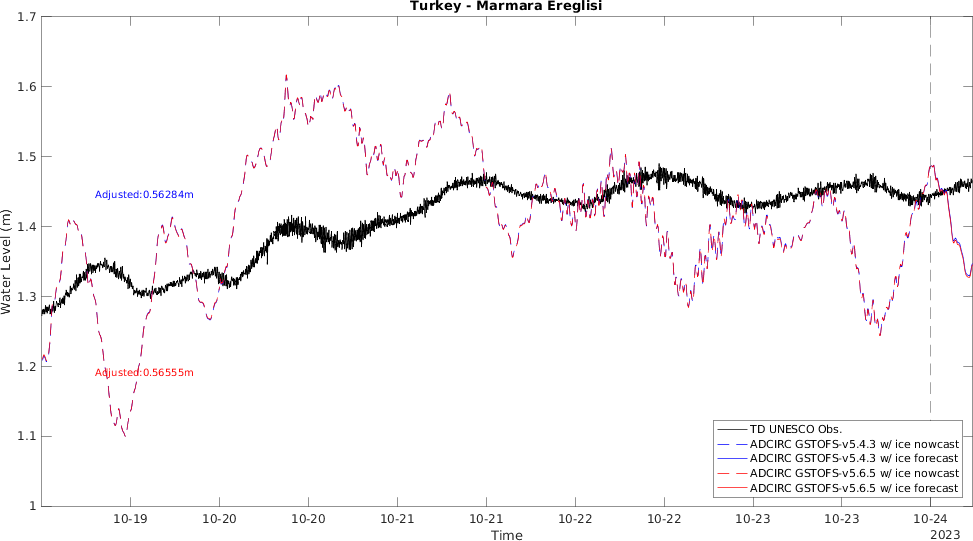 Turkey - Marmara Ereglisi
1.7
1.6
1.5
1.4
1.3
1.2
1.1
1
Water Level (m)
Adjusted:0.56284m
Adjusted:0.56555m
TD UNESCO Obs.
ADCIRC GSTOFS-v5.4.3 w/ ice nowcast
ADCIRC GSTOFS-v5.4.3 w/ ice forecast
ADCIRC GSTOFS-v5.6.5 w/ ice nowcast
ADCIRC GSTOFS-v5.6.5 w/ ice forecast
10-19 10-20 10-20 10-21 10-21 10-22 10-22 10-23 10-23 10-24
Time
2023